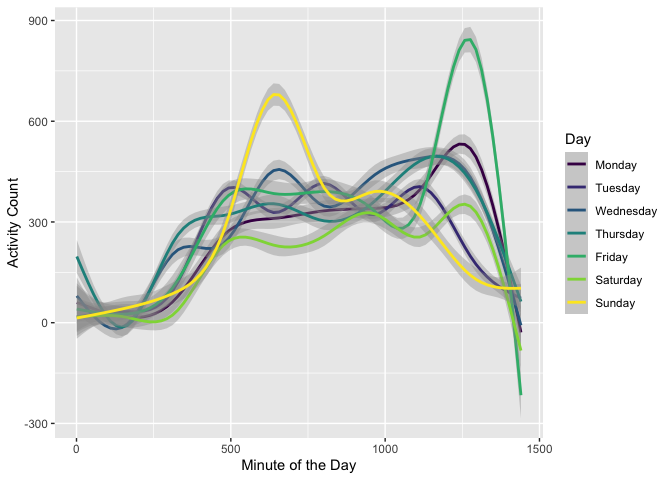 900
600
300
0
-300
Activity Count
0
500
1000
1500
Minute of the Day
Day
Monday
Tuesday
Wednesday
Thursday
Friday
Saturday
Sunday